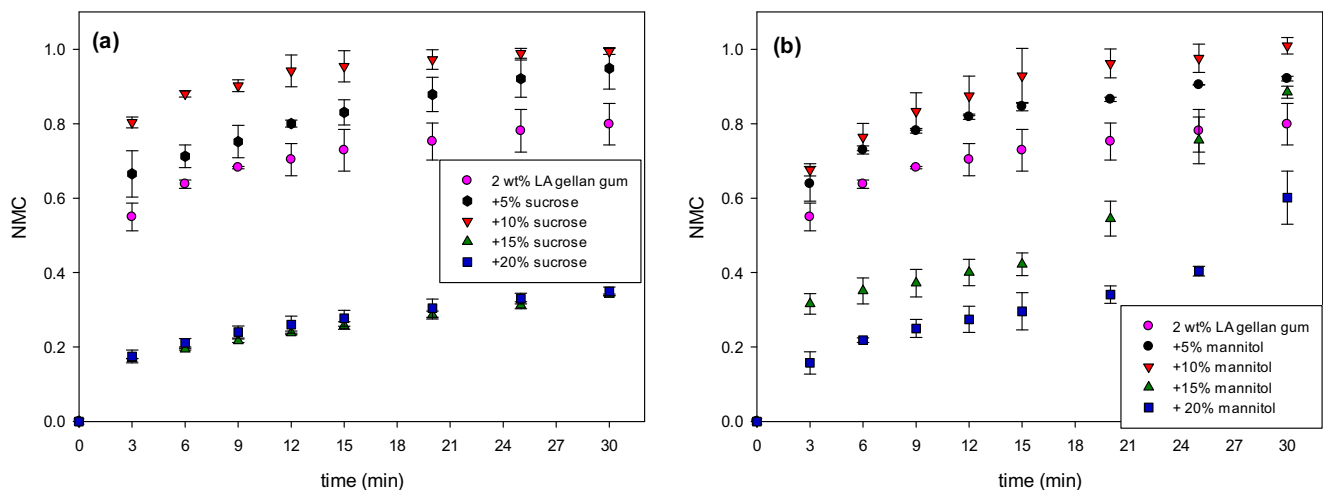 (a)
NMC
1.0
0.8
0.6
0.4
0.2
0.0
2 wt% LA gellan gum
+5% sucrose
+10% sucrose
+15% sucrose
+20% sucrose
0 3 6 9 12 15 18 21 24 27 30
time (min)
(b)
NMC
1.0
0.8
0.6
0.4
0.2
0.0
2 wt% LA gellan gum
+5% mannitol
+10% mannitol
+15% mannitol
+ 20% mannitol
0 3 6 9 12 15 18 21 24 27 30
time (min)